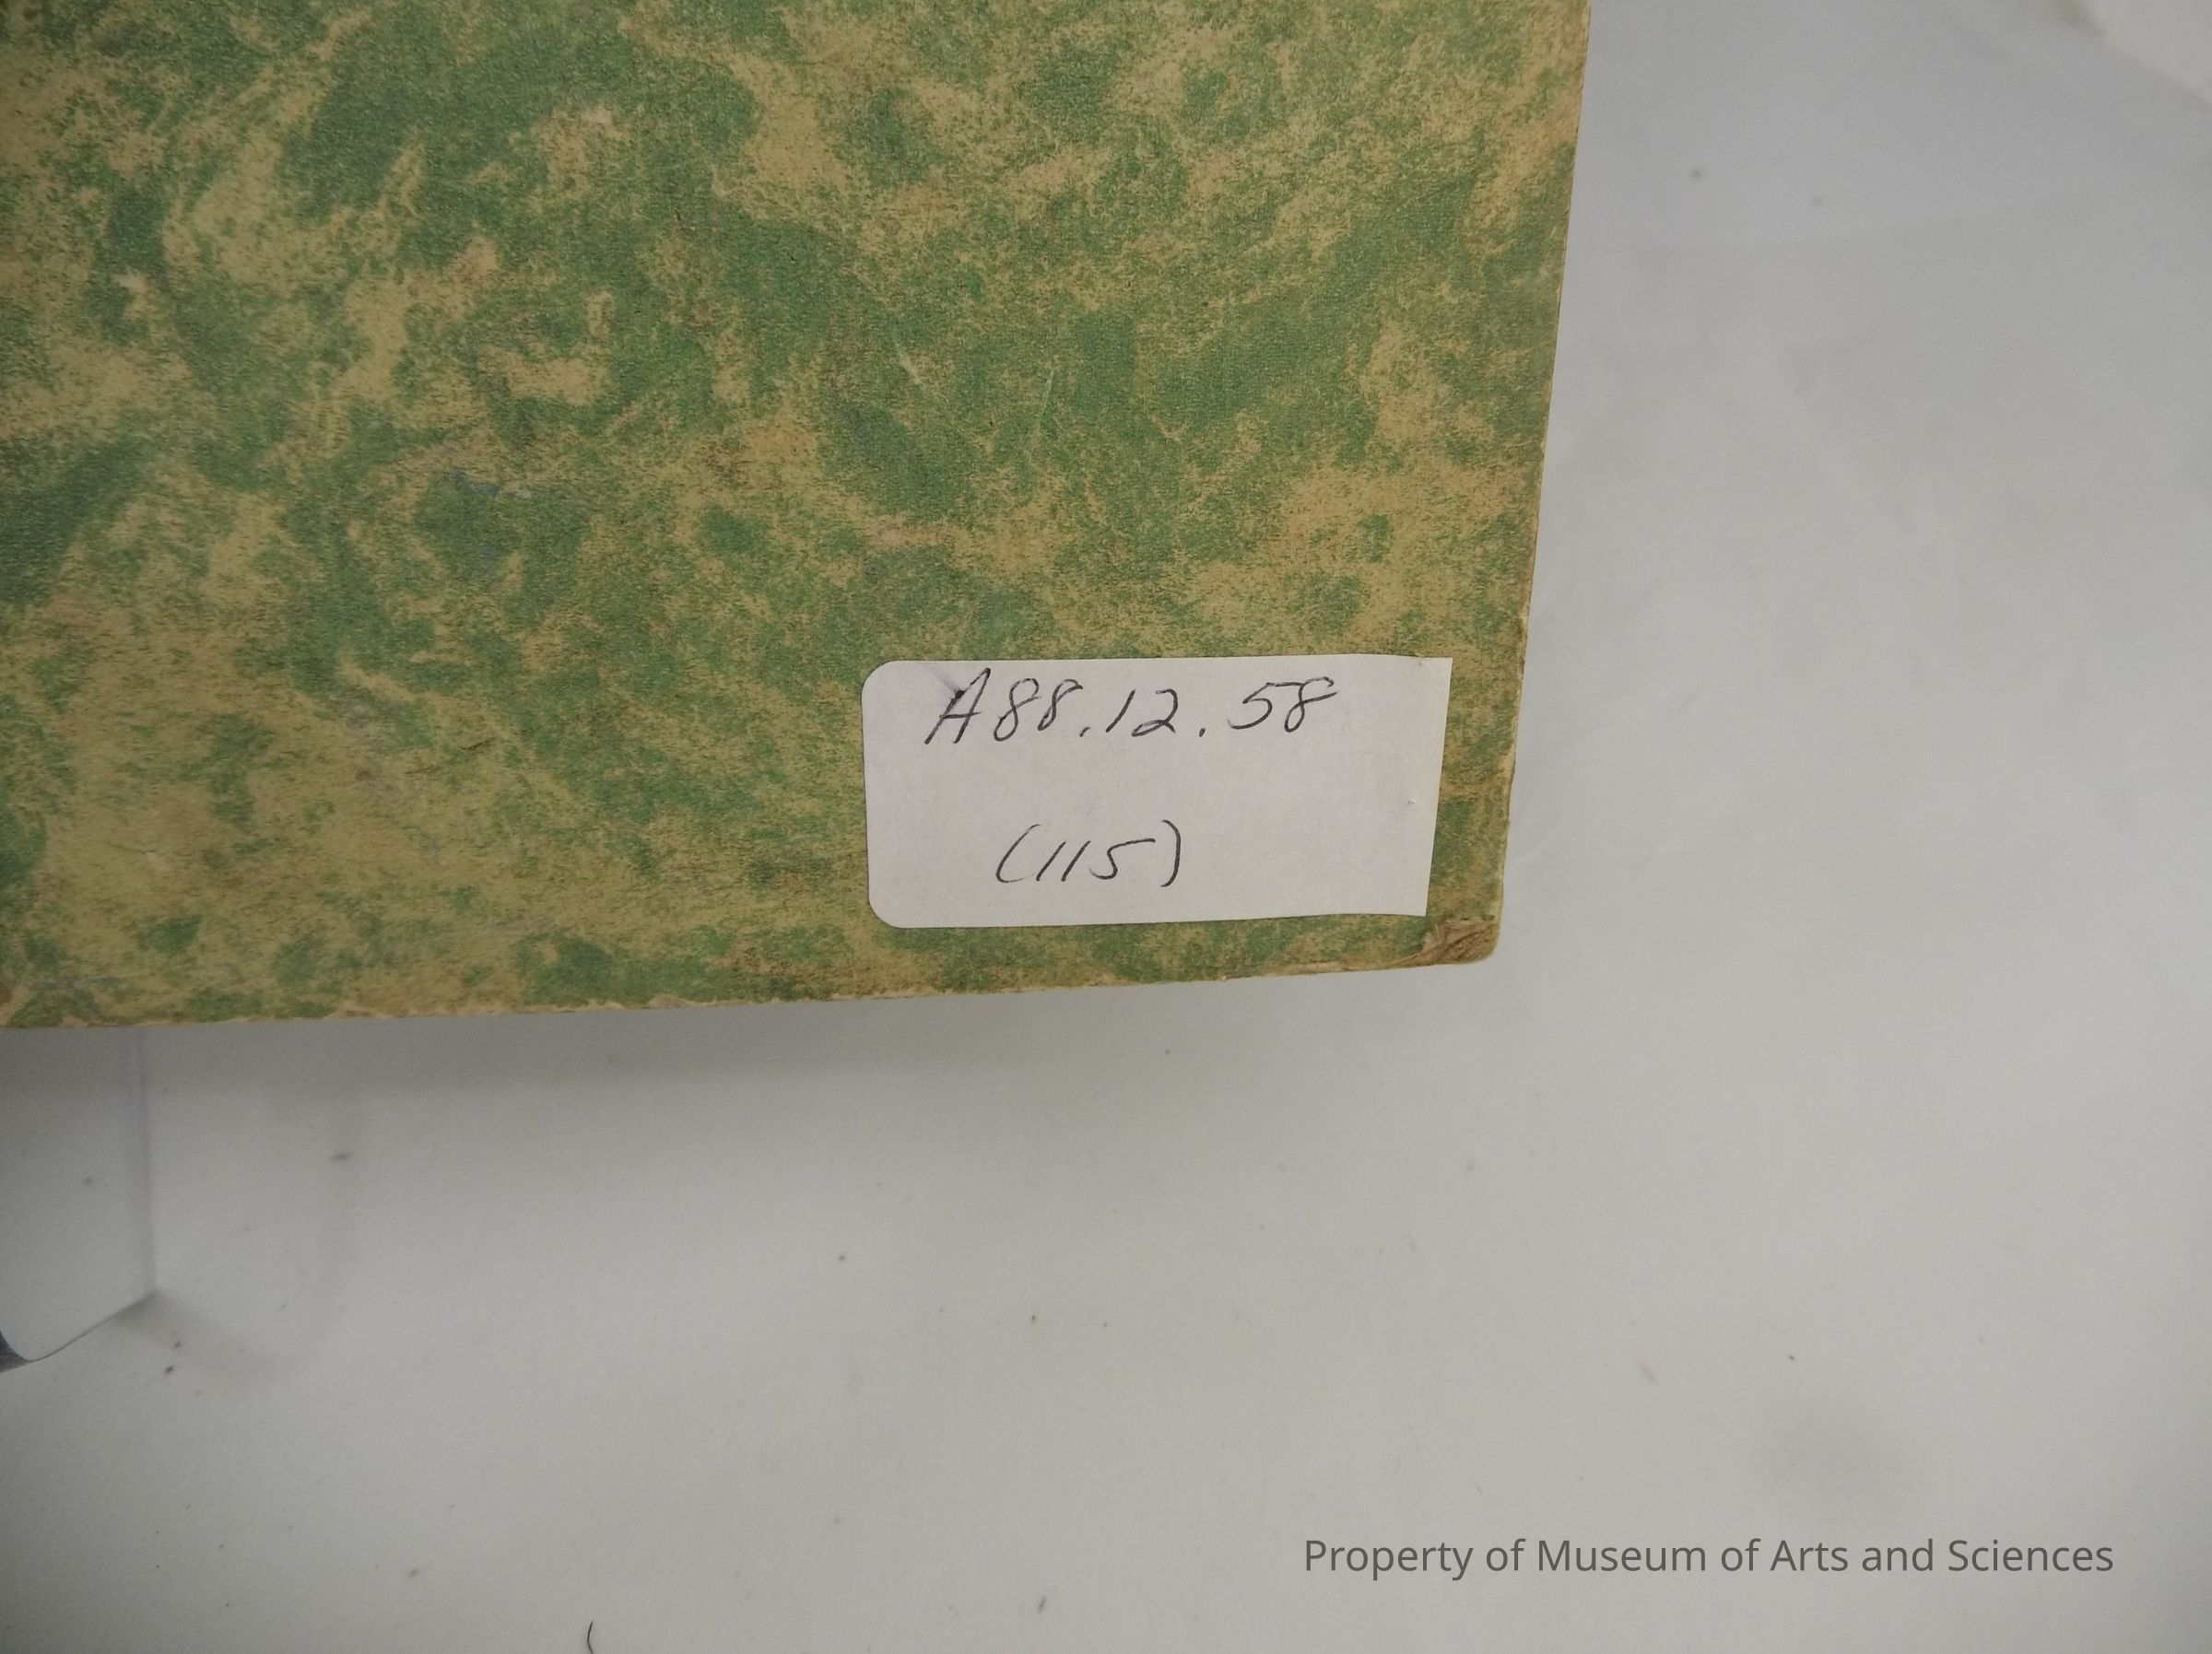 A88.12.58
(115)
Property of Museum of Arts and Sciences